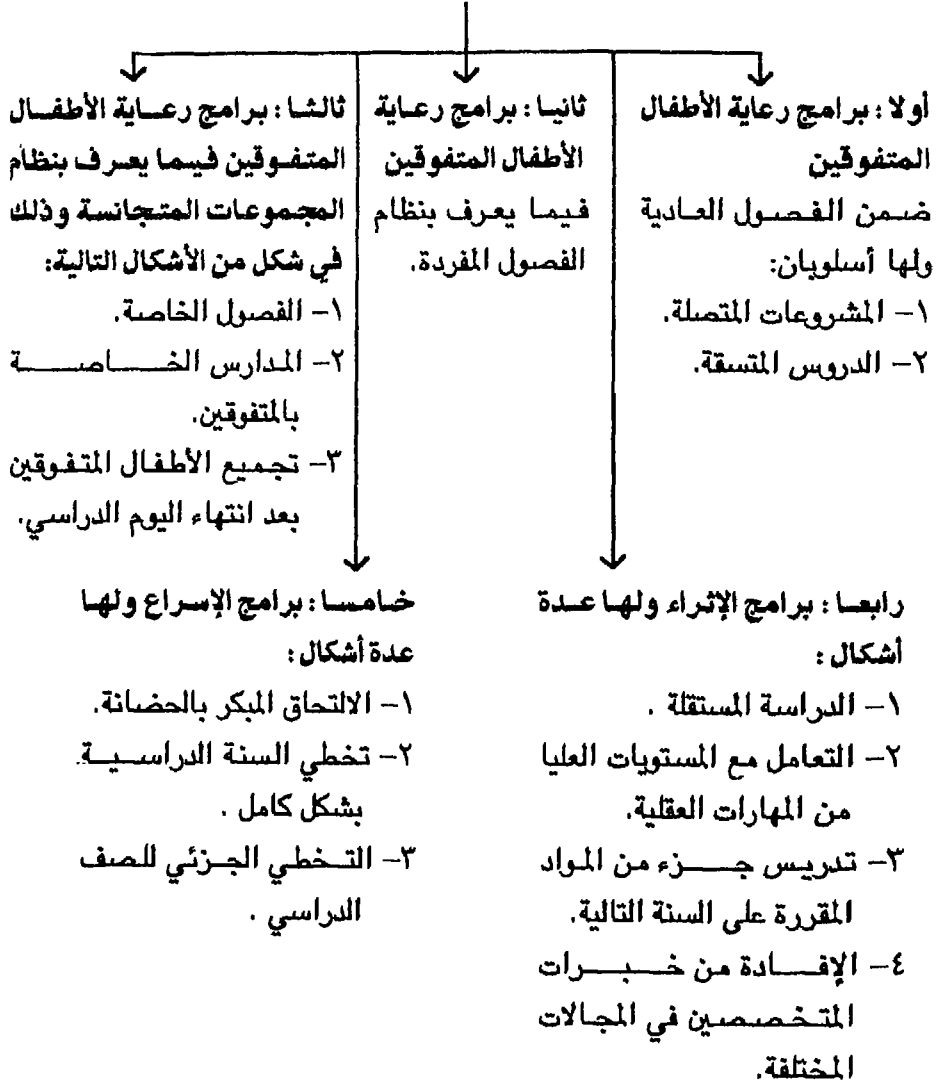 أولا : برامج رعاية الأطفال
المتفوقين
ضمن الفصول العادية
ولها أسلوبان:
١– المشروعات المتصلة.
٢– الدروس المتسقة.
ثانيا : برامج رعاية
الأطفال المتفوقين
فيما يعرف بنظام
الفصول المفردة.
ثالثا : برامج رعاية الأطفال
المتفوقين فيما يعرف بنظام
المجموعات المتجانسة وذلك
في شكل من الأشكال التالية:
١– الفصول الخاصة.
٢– المدارس الخاصة
بالمتفوقين.
٣– تجميع الأطفال المتفوقين
بعد انتهاء اليوم الدراسي.
رابعا : برامج الإثراء ولها عدة
أشكال :
١– الدراسة المستقلة .
٢– التعامل مع المستويات العليا
من المهارات العقلية.
٣– تدريس جزء من المواد
المقررة على السنة التالية.
٤– الإفادة من خبرات
المتخصصين في المجالات
المختلفة.
خامسا : برامج الإسراع ولها
عدة أشكال :
١– الالتحاق المبكر بالحضانة.
٢– تخطي السنة الدراسية
بشكل كامل .
٣– التخطي الجزئي للصف
الدراسي .